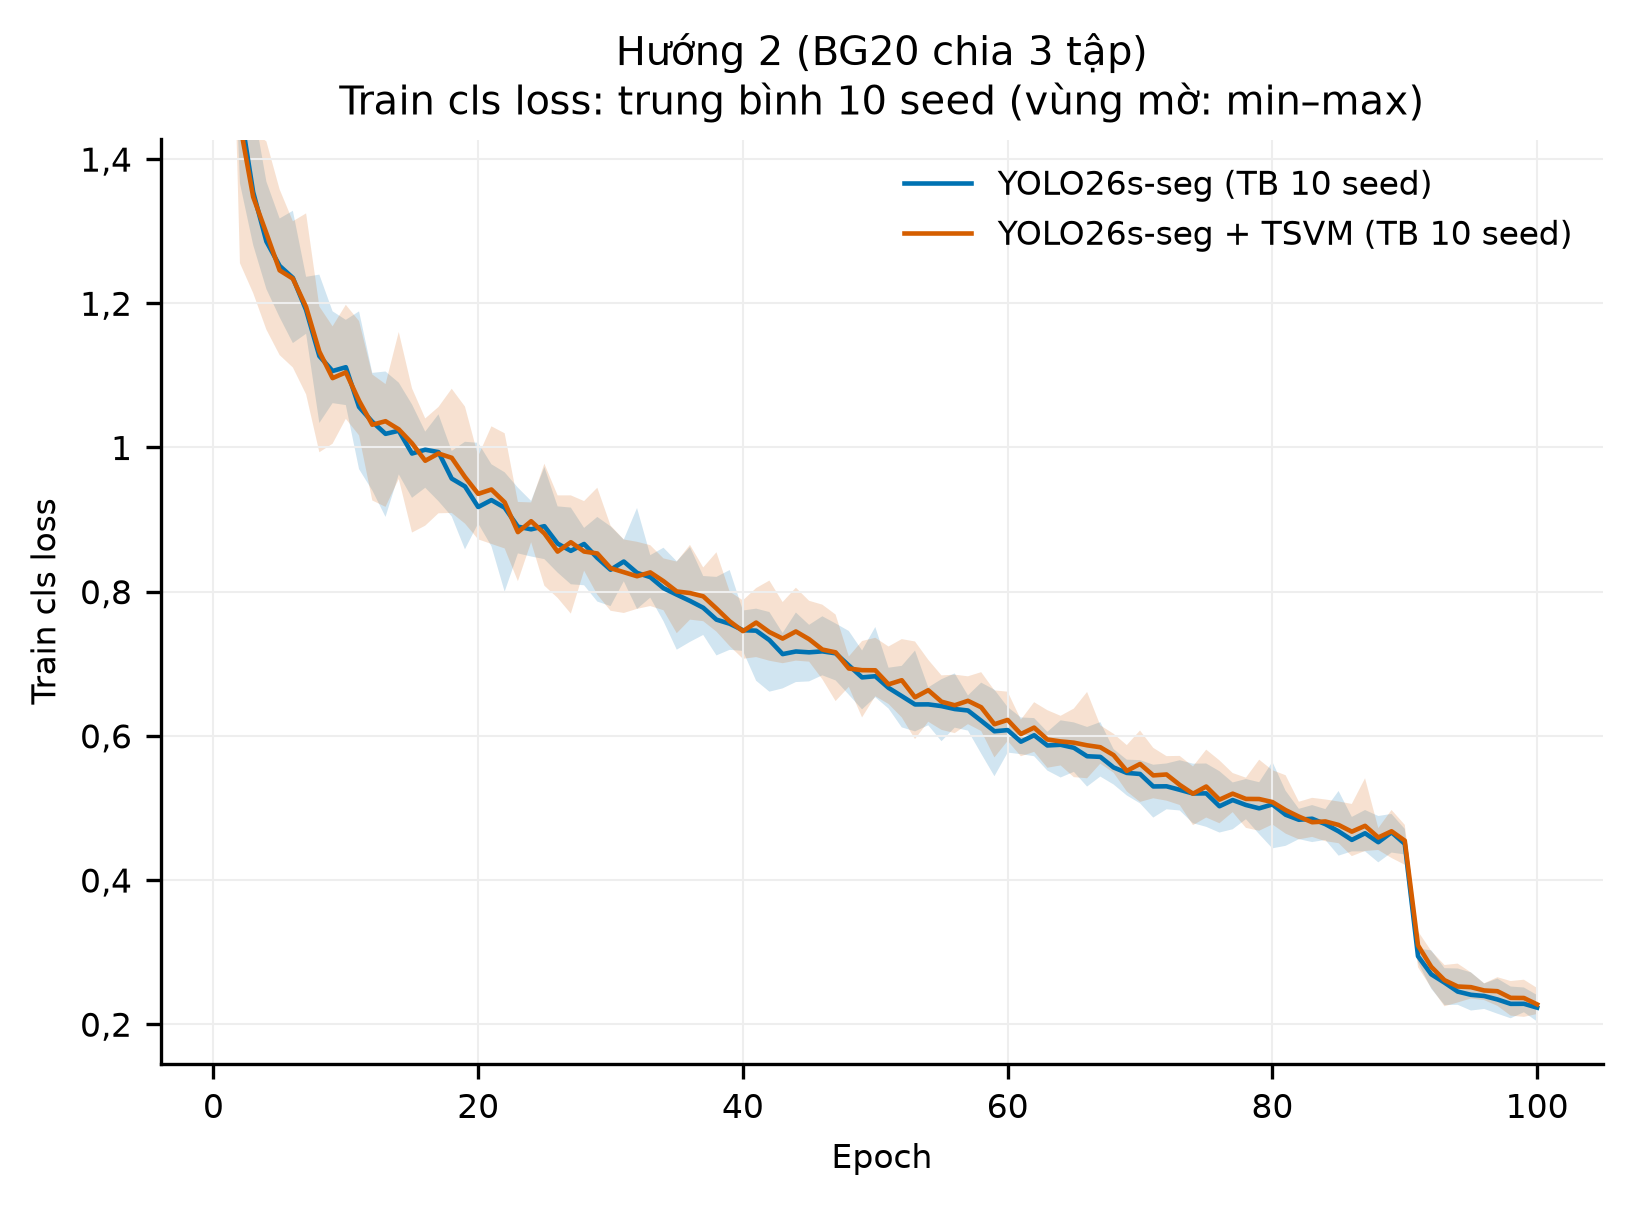 Hướng 2 (BG20 chia 3 tập)
Train cls loss: trung bình 10 seed (vùng mờ: min–max)
YOLO26s-seg (TB 10 seed)
YOLO26s-seg + TSVM (TB 10 seed)
Train cls loss
1,4
1,2
1
0,8
0,6
0,4
0,2
0 20 40 60 80 100
Epoch